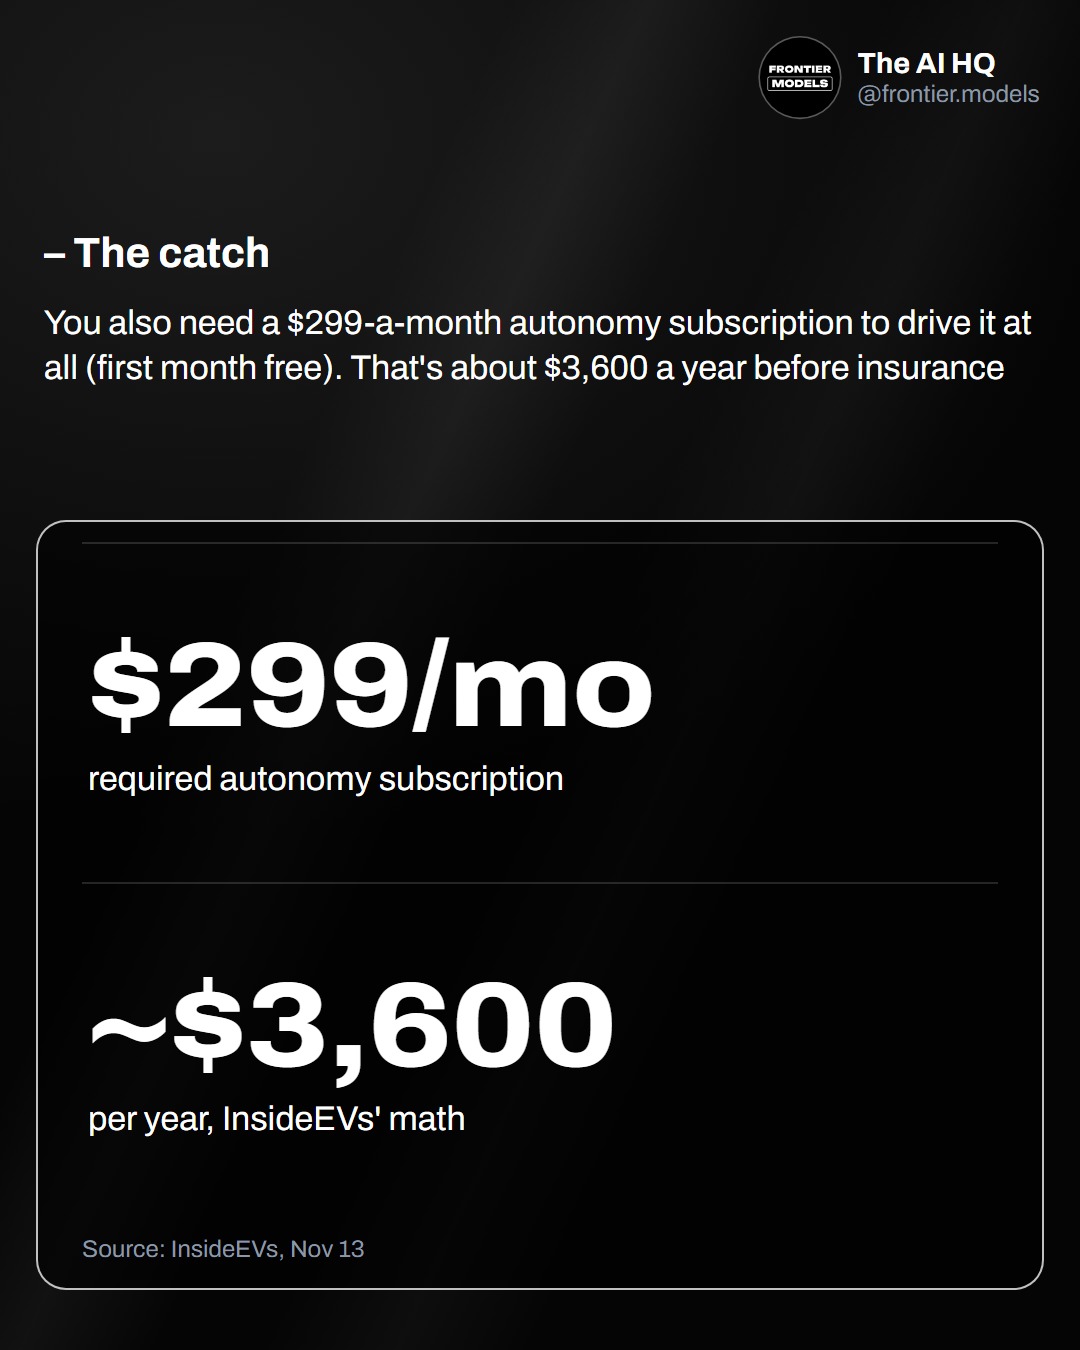 FRONTIER
MODELS
The AI HQ
@frontier.models
– The catch
You also need a $299-a-month autonomy subscription to drive it at
all (first month free). That's about $3,600 a year before insurance
$299/mo
required autonomy subscription
~$3,600
per year, InsideEVs' math
Source: InsideEVs, Nov 13